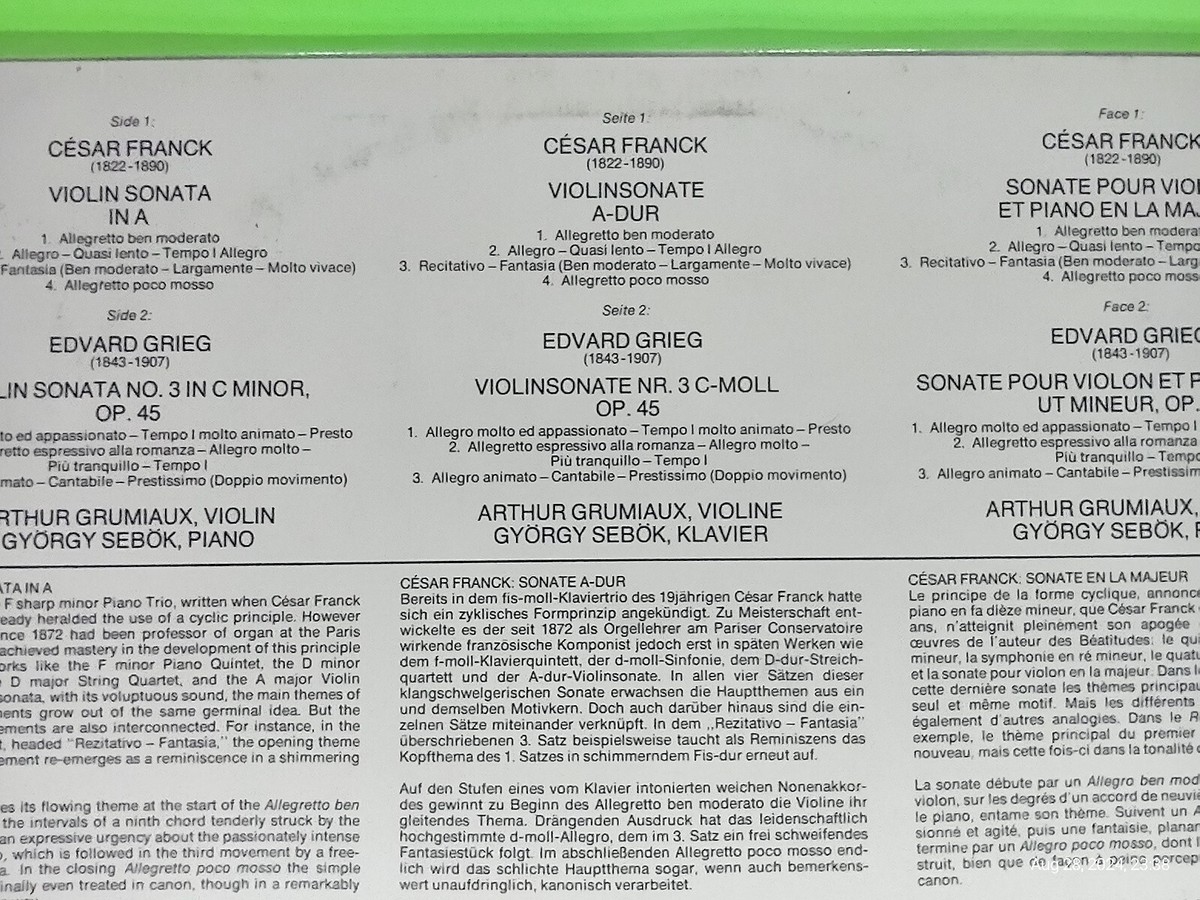 Side 1:
CÉSAR FRANCK
(1822-1890)
VIOLIN SONATA
IN A
1. Allegretto ben moderato
Allegro – Quasi lento – Tempo I Allegro
Fantasia (Ben moderato – Largamente – Molto vivace)
4. Allegretto poco mosso
Side 2:
EDVARD GRIEG
(1843-1907)
LIN SONATA NO. 3 IN C MINOR,
OP. 45
to ed appassionato – Tempo I molto animato – Presto
retto espressivo alla romanza – Allegro molto –
Più tranquillo – Tempo I
mato – Cantabile – Prestissimo (Doppio movimento)
RTHUR GRUMIAUX, VIOLIN
GYÖRGY SEBÖK, PIANO
ATA IN A
F sharp minor Piano Trio, written when César Franck
eady heralded the use of a cyclic principle. However
nce 1872 had been professor of organ at the Paris
achieved mastery in the development of this principle
orks like the F minor Piano Quintet, the D minor
D major String Quartet, and the A major Violin
sonata, with its voluptuous sound, the main themes of
ents grow out of the same germinal idea. But the
ements are also interconnected. For instance, in the
t, headed “Rezitativo – Fantasia,” the opening theme
ement re-emerges as a reminiscence in a shimmering
es its flowing theme at the start of the Allegretto ben
the intervals of a ninth chord tenderly struck by the
an expressive urgency about the passionately intense
o, which is followed in the third movement by a free-
a. In the closing Allegretto poco mosso the simple
inally even treated in canon, though in a remarkably
Seite 1:
CÉSAR FRANCK
(1822-1890)
VIOLINSONATE
A-DUR
1. Allegretto ben moderato
2. Allegro – Quasi lento – Tempo I Allegro
3. Recitativo – Fantasia (Ben moderato – Largamente – Molto vivace)
4. Allegretto poco mosso
Seite 2:
EDVARD GRIEG
(1843-1907)
VIOLINSONATE NR. 3 C-MOLL
OP. 45
1. Allegro molto ed appassionato – Tempo I molto animato – Presto
2. Allegretto espressivo alla romanza – Allegro molto –
Più tranquillo – Tempo I
3. Allegro animato – Cantabile – Prestissimo (Doppio movimento)
ARTHUR GRUMIAUX, VIOLINE
GYÖRGY SEBÖK, KLAVIER
CÉSAR FRANCK: SONATE A-DUR
Bereits in dem fis-moll-Klaviertrio des 19jährigen César Franck hatte
sich ein zyklisches Formprinzip angekündigt. Zu Meisterschaft ent-
wickelte es der seit 1872 als Orgellehrer am Pariser Conservatoire
wirkende französische Komponist jedoch erst in späten Werken wie
dem f-moll-Klavierquintett, der d-moll-Sinfonie, dem D-dur-Streich-
quartett und der A-dur-Violinsonate. In allen vier Sätzen dieser
klangschwelgerischen Sonate erwachsen die Hauptthemen aus ein
und demselben Motivkern. Doch auch darüber hinaus sind die ein-
zelnen Sätze miteinander verknüpft. In dem „Rezitativo – Fantasia”
überschriebenen 3. Satz beispielsweise taucht als Reminiszens das
Kopfthema des 1. Satzes in schimmerndem Fis-dur erneut auf.
Auf den Stufen eines vom Klavier intonierten weichen Nonenakkor-
des gewinnt zu Beginn des Allegretto ben moderato die Violine ihr
gleitendes Thema. Drängenden Ausdruck hat das leidenschaftlich
hochgestimmte d-moll-Allegro, dem im 3. Satz ein frei schweifendes
Fantasiestück folgt. Im abschließenden Allegretto poco mosso end-
lich wird das schlichte Hauptthema sogar, wenn auch bemerkens-
wert unaufdringlich, kanonisch verarbeitet.
Face 1:
CÉSAR FRANCK
(1822-1890)
SONATE POUR VIOL
ET PIANO EN LA MAJ
1. Allegretto ben moderat
2. Allegro – Quasi lento – Tempo
3. Recitativo – Fantasia (Ben moderato – Larg
4. Allegretto poco mosso
Face 2:
EDVARD GRIEG
(1843-1907)
SONATE POUR VIOLON ET P
UT MINEUR, OP.
1. Allegro molto ed appassionato – Tempo I
2. Allegretto espressivo alla romanza
Più tranquillo – Tempo
3. Allegro animato – Cantabile – Prestissim
ARTHUR GRUMIAUX,
GYÖRGY SEBÖK, P
CÉSAR FRANCK: SONATE EN LA MAJEUR
Le principe de la forme cyclique, annoncé
piano en fa dièze mineur, que César Franck
ans, n'atteignit pleinement son apogée
œuvres de l'auteur des Béatitudes: le qui
mineur, la symphonie en ré mineur, le quatu
et la sonate pour violon en la majeur. Dans
cette dernière sonate les thèmes principau
seul et même motif. Mais les différents
également d'autres analogies. Dans le R
exemple, le thème principal du premier
nouveau, mais cette fois-ci dans la tonalité
La sonate débute par un Allegro ben mod
violon, sur les degrés d'un accord de neuviè
le piano, entame son thème. Suivent un A
sionné et agité, puis une fantaisie, planan
termine par un Allegro poco mosso, dont l
struit, bien que de façon à peine percep
canon.